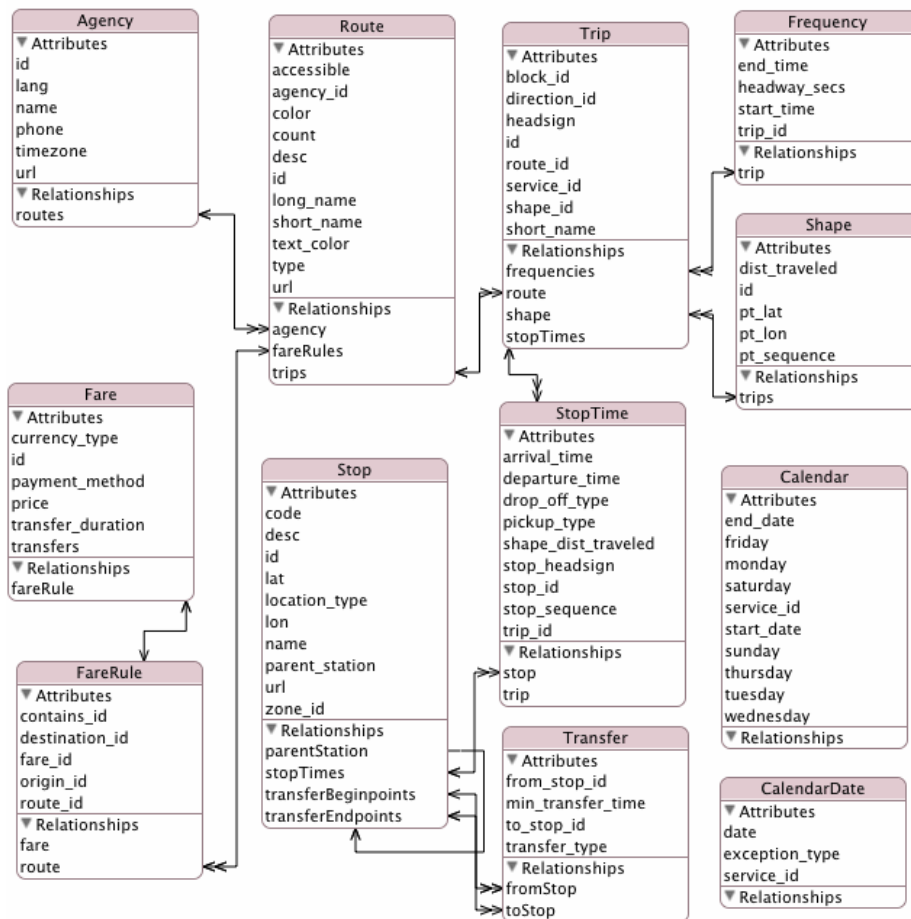 Agency
Attributes
id
lang
name
phone
timezone
url
Relationships
routes
Route
Attributes
accessible
agency_id
color
count
desc
id
long_name
short_name
text_color
type
url
Relationships
agency
fareRules
trips
Trip
Attributes
block_id
direction_id
headsign
id
route_id
service_id
shape_id
short_name
Relationships
frequencies
route
shape
stopTimes
Frequency
Attributes
end_time
headway_secs
start_time
trip_id
Relationships
trip
Shape
Attributes
dist_traveled
id
pt_lat
pt_lon
pt_sequence
Relationships
trips
Fare
Attributes
currency_type
id
payment_method
price
transfer_duration
transfers
Relationships
fareRule
Stop
Attributes
code
desc
id
lat
location_type
lon
name
parent_station
url
zone_id
Relationships
parentStation
stopTimes
transferBeginpoints
transferEndpoints
StopTime
Attributes
arrival_time
departure_time
drop_off_type
pickup_type
shape_dist_traveled
stop_headsign
stop_id
stop_sequence
trip_id
Relationships
stop
trip
Calendar
Attributes
end_date
friday
monday
saturday
service_id
start_date
sunday
thursday
tuesday
wednesday
Relationships
FareRule
Attributes
contains_id
destination_id
fare_id
origin_id
route_id
Relationships
fare
route
Transfer
Attributes
from_stop_id
min_transfer_time
to_stop_id
transfer_type
Relationships
fromStop
toStop
CalendarDate
Attributes
date
exception_type
service_id
Relationships